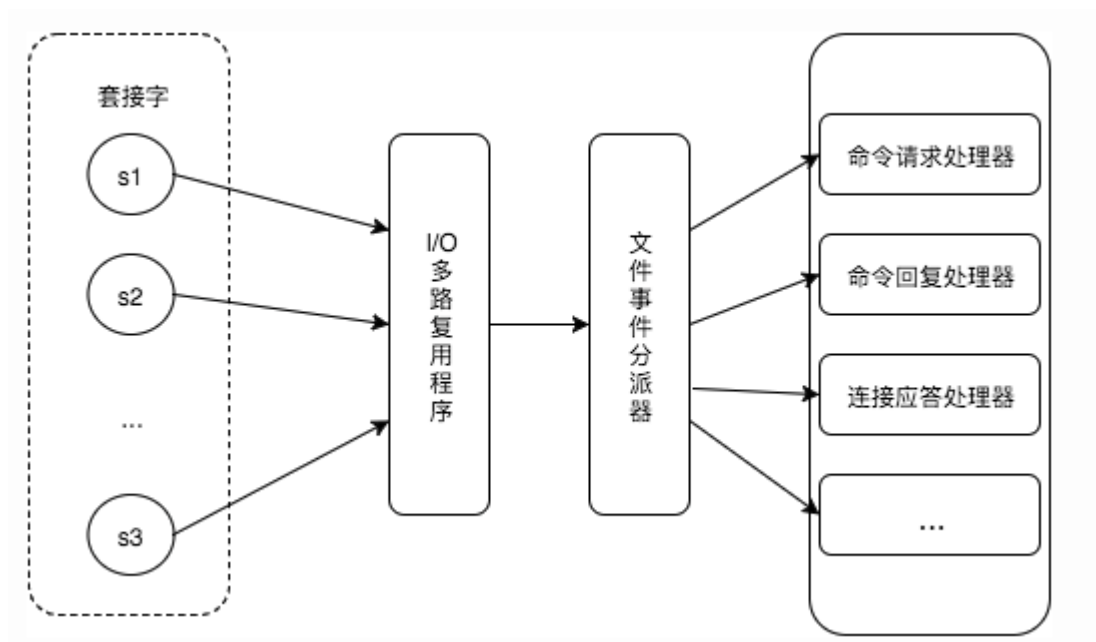 套接字
s1
s2
...
s3
I/O
多
路
复
用
程
序
文
件
事
件
分
派
器
命令请求处理器
命令回复处理器
连接应答处理器
...